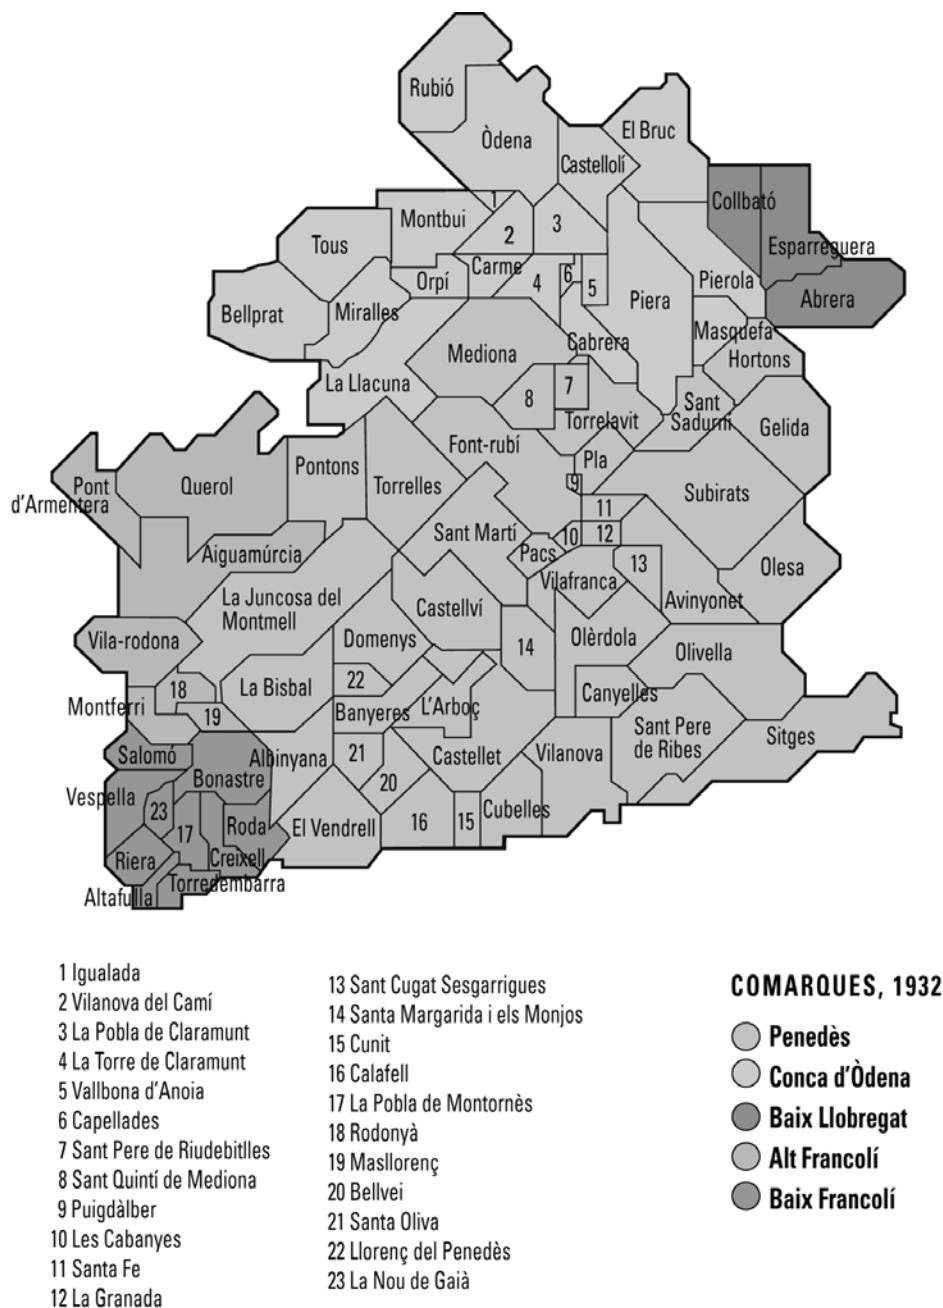 Rubió
Òdena
El Bruc
Castellolí
Collbató
1
Montbui
2
3
Tous
Esparreguera
Carme
Orpí
4
6
5
Pierola
Abrera
Piera
Bellprat
Miralles
Masquefa
Cabrera
Mediona
Hortons
La Llacuna
8
7
Sant
Sadurní
Torrelavit
Gelida
Font-rubí
Pontons
Pla
Pont
d'Armentera
Querol
Torrelles
9
Subirats
11
Sant Martí
10
12
Aiguamúrcia
Pacs
13
Olesa
Vilafranca
La Juncosa del
Montmell
Castellví
Avinyonet
Vila-rodona
Domenys
Olèrdola
14
Olivella
22
18
La Bisbal
Canyelles
Montferri
L'Arboç
19
Banyeres
Sant Pere
de Ribes
Sitges
Salomó
Albinyana
21
Castellet
Vilanova
Bonastre
20
Vespella
23
Cubelles
17
Roda
El Vendrell
16
15
Riera
Creixell
Torredembarra
Altafulla
1 Igualada
2 Vilanova del Camí
3 La Pobla de Claramunt
4 La Torre de Claramunt
5 Vallbona d'Anoia
6 Capellades
7 Sant Pere de Riudebitlles
8 Sant Quintí de Mediona
9 Puigdàlber
10 Les Cabanyes
11 Santa Fe
12 La Granada
13 Sant Cugat Sesgarrigues
14 Santa Margarida i els Monjos
15 Cunit
16 Calafell
17 La Pobla de Montornès
18 Rodonyà
19 Masllorenç
20 Bellvei
21 Santa Oliva
22 Llorenç del Penedès
23 La Nou de Gaià
COMARQUES, 1932
Penedès
Conca d'Òdena
Baix Llobregat
Alt Francolí
Baix Francolí